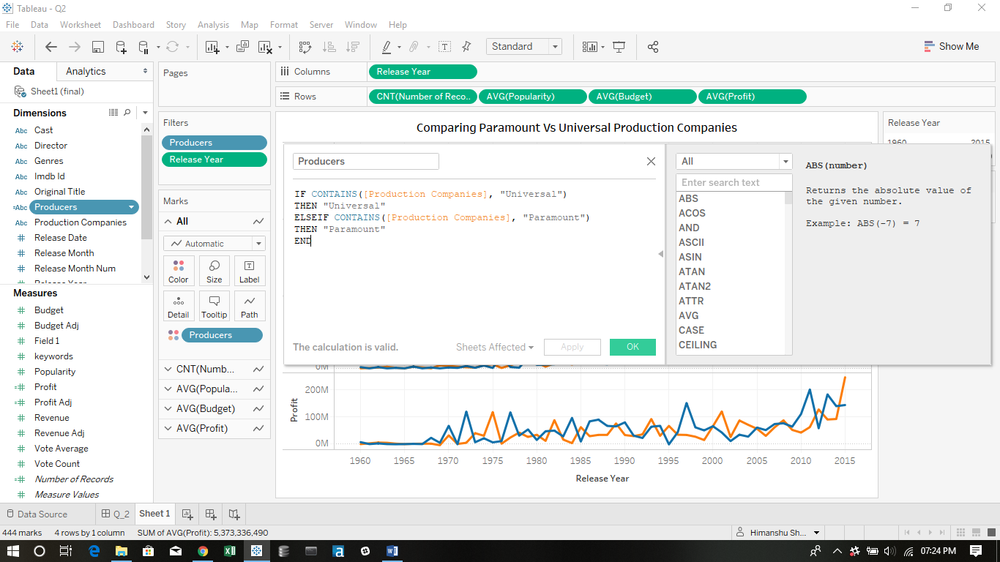 Tableau - Q2
File Data Worksheet Dashboard Story Analysis Map Format Server Window Help
Standard
Show Me
Data
Analytics
Sheet1 (final)
Dimensions
Abc Cast
Abc Director
Abc Genres
Abc Imdb Id
Abc Original Title
=Abc Producers
Abc Production Companies
# Release Date
# Release Month
# Release Month Num
Measures
# Budget
# Budget Adj
# Field 1
# keywords
# Popularity
=# Profit
=# Profit Adj
# Revenue
# Revenue Adj
# Vote Average
# Vote Count
=# Number of Records
# Measure Values
Pages
Filters
Producers
Release Year
Marks
All
Automatic
Color Size Label
Detail Tooltip Path
Producers
CNT(Numb...
AVG(Popula...
AVG(Budget)
AVG(Profit)
Columns
Release Year
Rows
CNT(Number of Reco.. AVG(Popularity) AVG(Budget) AVG(Profit)
Comparing Paramount Vs Universal Production Companies
Release Year
1960 2015
Producers
IF CONTAINS([Production Companies], "Universal")
THEN "Universal"
ELSEIF CONTAINS([Production Companies], "Paramount")
THEN "Paramount"
END
The calculation is valid.
Sheets Affected
Apply
OK
All
Enter search text
ABS
ACOS
AND
ASCII
ASIN
ATAN
ATAN2
ATTR
AVG
CASE
CEILING
ABS(number)
Returns the absolute value of
the given number.
Example: ABS(-7) = 7
0M
Profit
200M
100M
0M
1960 1965 1970 1975 1980 1985 1990 1995 2000 2005 2010 2015
Release Year
Data Source
Q_2
Sheet 1
444 marks 4 rows by 1 column SUM of AVG(Profit): 5,373,336,490
Himanshu Sh...
07:24 PM